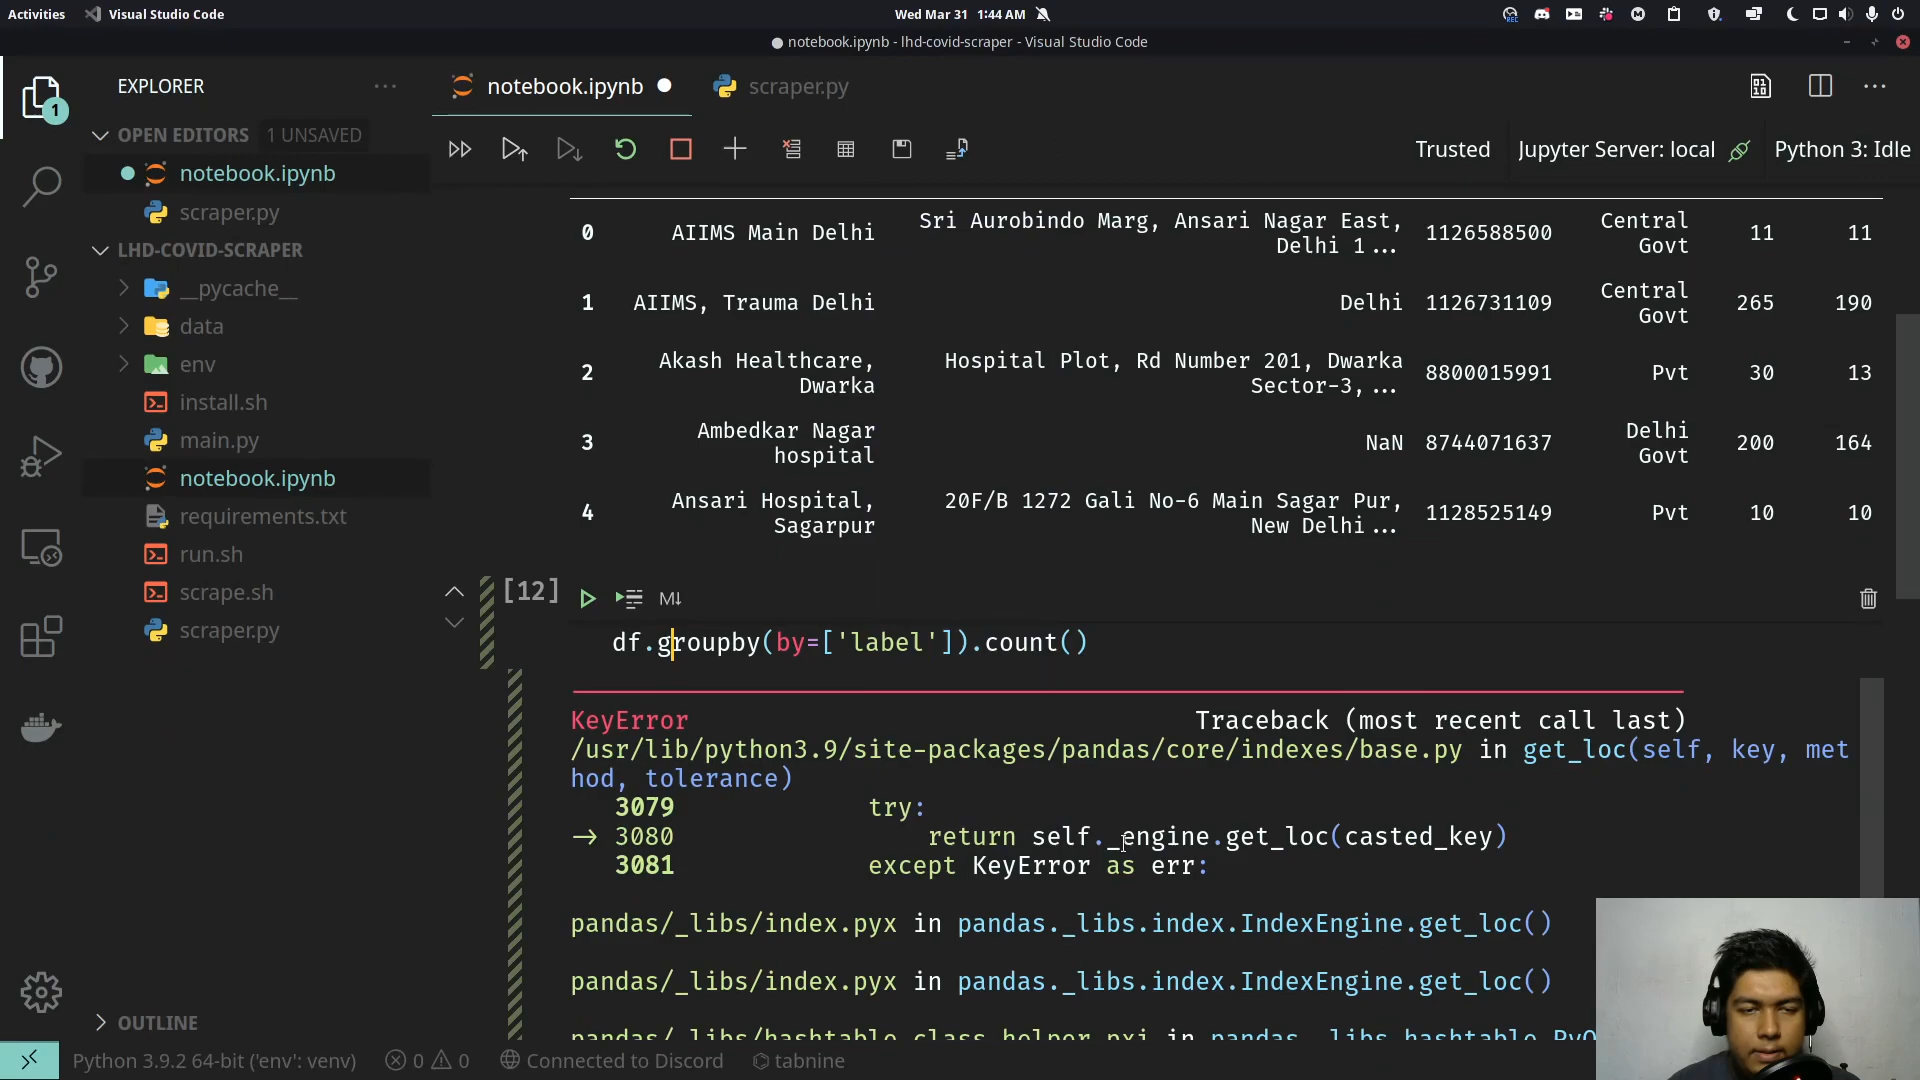 Activities
Visual Studio Code
Wed Mar 31 1:44 AM
notebook.ipynb - lhd-covid-scraper - Visual Studio Code
EXPLORER
notebook.ipynb
scraper.py
1
OPEN EDITORS
1 UNSAVED
Trusted
Jupyter Server: local
Python 3: Idle
notebook.ipynb
scraper.py
LHD-COVID-SCRAPER
__pycache__
data
env
install.sh
main.py
notebook.ipynb
requirements.txt
run.sh
scrape.sh
scraper.py
0 AIIMS Main Delhi Sri Aurobindo Marg, Ansari Nagar East, 1126588500 Central 11 11
Delhi 1... Govt
1 AIIMS, Trauma Delhi Delhi 1126731109 Central 265 190
Govt
2 Akash Healthcare, Hospital Plot, Rd Number 201, Dwarka 8800015991 Pvt 30 13
Dwarka Sector-3,...
3 Ambedkar Nagar NaN 8744071637 Delhi 200 164
hospital Govt
4 Ansari Hospital, 20F/B 1272 Gali No-6 Main Sagar Pur, 1128525149 Pvt 10 10
Sagarpur New Delhi...
[12]
M↓
df.groupby(by=['label']).count()
KeyError Traceback (most recent call last)
/usr/lib/python3.9/site-packages/pandas/core/indexes/base.py in get_loc(self, key, met
hod, tolerance)
3079 try:
→ 3080 return self._engine.get_loc(casted_key)
3081 except KeyError as err:
pandas/_libs/index.pyx in pandas._libs.index.IndexEngine.get_loc()
pandas/_libs/index.pyx in pandas._libs.index.IndexEngine.get_loc()
OUTLINE
Python 3.9.2 64-bit ('env': venv)
0
0
Connected to Discord
tabnine